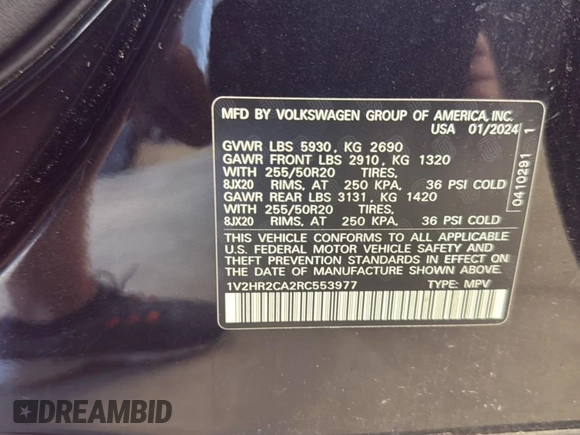 MFD BY VOLKSWAGEN GROUP OF AMERICA, INC.
USA 01/2024
GVWR LBS 5930, KG 2690
GAWR FRONT LBS 2910, KG 1320
WITH 255/50R20 TIRES,
8JX20 RIMS, AT 250 KPA, 36 PSI COLD
GAWR REAR LBS 3131, KG 1420
WITH 255/50R20 TIRES,
8JX20 RIMS, AT 250 KPA, 36 PSI COLD
THIS VEHICLE CONFORMS TO ALL APPLICABLE
U.S. FEDERAL MOTOR VEHICLE SAFETY AND
THEFT PREVENTION STANDARDS IN EFFECT ON
THE DATE OF MANUFACTURE SHOWN ABOVE.
1V2HR2CA2RC553977 TYPE: MPV
0410291 1
DREAMBID